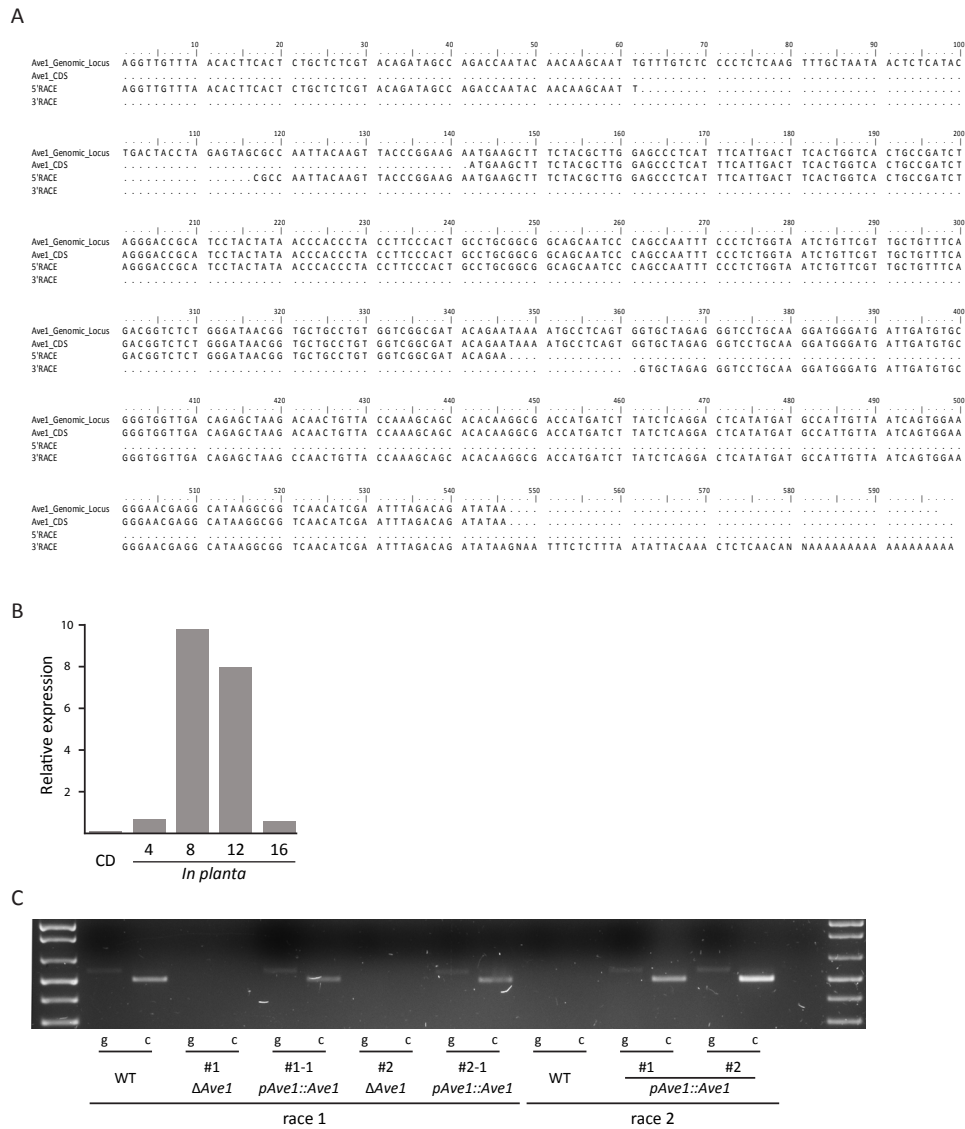 A
10 20 30 40 50 60 70 80 90 100
....|....| ....|....| ....|....| ....|....| ....|....| ....|....| ....|....| ....|....| ....|....| ....|....|
Ave1_Genomic_Locus AGGTTGTTTA ACACTTCACT CTGCTCTCGT ACAGATAGCC AGACCAATAC AACAAGCAAT TGTTTGTCTC CCCTCTCAAG TTTGCTAATA ACTCTCATAC
Ave1_CDS .......... .......... .......... .......... .......... .......... .......... .......... .......... ..........
5'RACE AGGTTGTTTA ACACTTCACT CTGCTCTCGT ACAGATAGCC AGACCAATAC AACAAGCAAT T......... .......... .......... ..........
3'RACE .......... .......... .......... .......... .......... .......... .......... .......... .......... ..........
110 120 130 140 150 160 170 180 190 200
....|....| ....|....| ....|....| ....|....| ....|....| ....|....| ....|....| ....|....| ....|....| ....|....|
Ave1_Genomic_Locus TGACTACCTA GAGTAGCGCC AATTACAAGT TACCCGGAAG AATGAAGCTT TCTACGCTTG GAGCCCTCAT TTCATTGACT TCACTGGTCA CTGCCGATCT
Ave1_CDS .......... .......... .......... .......... .ATGAAGCTT TCTACGCTTG GAGCCCTCAT TTCATTGACT TCACTGGTCA CTGCCGATCT
5'RACE .......... ......CGCC AATTACAAGT TACCCGGAAG AATGAAGCTT TCTACGCTTG GAGCCCTCAT TTCATTGACT TCACTGGTCA CTGCCGATCT
3'RACE .......... .......... .......... .......... .......... .......... .......... .......... .......... ..........
210 220 230 240 250 260 270 280 290 300
....|....| ....|....| ....|....| ....|....| ....|....| ....|....| ....|....| ....|....| ....|....| ....|....|
Ave1_Genomic_Locus AGGGACCGCA TCCTACTATA ACCCACCCTA CCTTCCCACT GCCTGCGGCG GCAGCAATCC CAGCCAATTT CCCTCTGGTA ATCTGTTCGT TGCTGTTTCA
Ave1_CDS AGGGACCGCA TCCTACTATA ACCCACCCTA CCTTCCCACT GCCTGCGGCG GCAGCAATCC CAGCCAATTT CCCTCTGGTA ATCTGTTCGT TGCTGTTTCA
5'RACE AGGGACCGCA TCCTACTATA ACCCACCCTA CCTTCCCACT GCCTGCGGCG GCAGCAATCC CAGCCAATTT CCCTCTGGTA ATCTGTTCGT TGCTGTTTCA
3'RACE .......... .......... .......... .......... .......... .......... .......... .......... .......... ..........
310 320 330 340 350 360 370 380 390 400
....|....| ....|....| ....|....| ....|....| ....|....| ....|....| ....|....| ....|....| ....|....| ....|....|
Ave1_Genomic_Locus GACGGTCTCT GGGATAACGG TGCTGCCTGT GGTCGGCGAT ACAGAATAAA ATGCCTCAGT GGTGCTAGAG GGTCCTGCAA GGATGGGATG ATTGATGTGC
Ave1_CDS GACGGTCTCT GGGATAACGG TGCTGCCTGT GGTCGGCGAT ACAGAATAAA ATGCCTCAGT GGTGCTAGAG GGTCCTGCAA GGATGGGATG ATTGATGTGC
5'RACE GACGGTCTCT GGGATAACGG TGCTGCCTGT GGTCGGCGAT ACAGAA.... .......... .......... .......... .......... ..........
3'RACE .......... .......... .......... .......... .......... .......... .GTGCTAGAG GGTCCTGCAA GGATGGGATG ATTGATGTGC
410 420 430 440 450 460 470 480 490 500
....|....| ....|....| ....|....| ....|....| ....|....| ....|....| ....|....| ....|....| ....|....| ....|....|
Ave1_Genomic_Locus GGGTGGTTGA CAGAGCTAAG ACAACTGTTA CCAAAGCAGC ACACAAGGCG ACCATGATCT TATCTCAGGA CTCATATGAT GCCATTGTTA ATCAGTGGAA
Ave1_CDS GGGTGGTTGA CAGAGCTAAG ACAACTGTTA CCAAAGCAGC ACACAAGGCG ACCATGATCT TATCTCAGGA CTCATATGAT GCCATTGTTA ATCAGTGGAA
5'RACE .......... .......... .......... .......... .......... .......... .......... .......... .......... ..........
3'RACE GGGTGGTTGA CAGAGCTAAG CCAACTGTTA CCAAAGCAGC ACACAAGGCG ACCATGATCT TATCTCAGGA CTCATATGAT GCCATTGTTA ATCAGTGGAA
510 520 530 540 550 560 570 580 590
....|....| ....|....| ....|....| ....|....| ....|....| ....|....| ....|....| ....|....| ....|....| .........
Ave1_Genomic_Locus GGGAACGAGG CATAAGGCGG TCAACATCGA ATTTAGACAG ATATAA.... .......... .......... .......... .......... .........
Ave1_CDS GGGAACGAGG CATAAGGCGG TCAACATCGA ATTTAGACAG ATATAA.... .......... .......... .......... .......... .........
5'RACE .......... .......... .......... .......... .......... .......... .......... .......... .......... .........
3'RACE GGGAACGAGG CATAAGGCGG TCAACATCGA ATTTAGACAG ATATAAGNAA TTTCTCTTTA ATATTACAAA CTCTCAACAN NAAAAAAAAA AAAAAAAAA
B
Relative expression
10
8
6
4
2
CD 4 8 12 16
In planta
C
g c g c g c g c g c g c g c g c
WT #1 ΔAve1 #1-1 pAve1::Ave1 #2 ΔAve1 #2-1 pAve1::Ave1 WT #1 #2 pAve1::Ave1
race 1 race 2